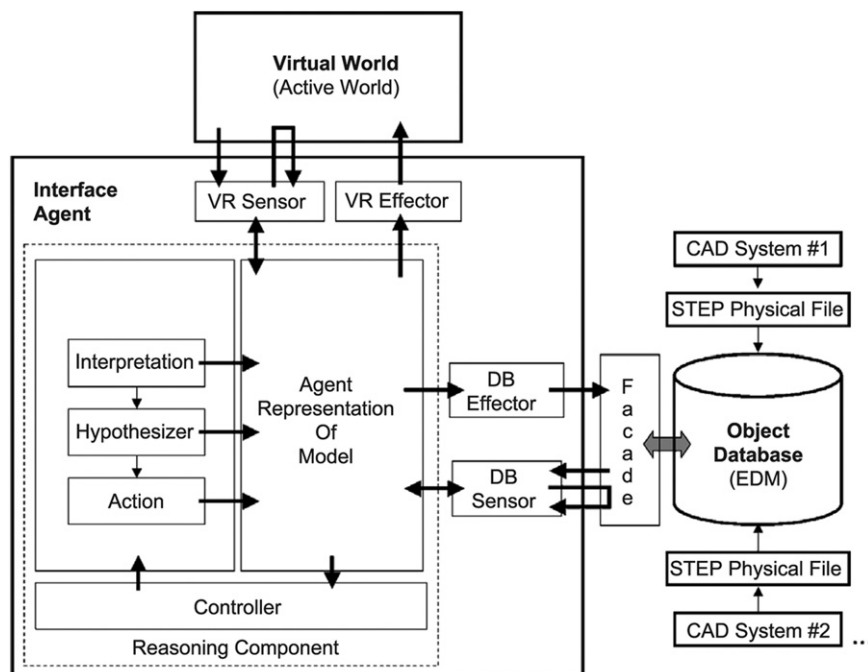 Virtual World
(Active World)
Interface
Agent
VR Sensor
VR Effector
CAD System #1
STEP Physical File
Interpretation
Hypothesizer
Action
Agent
Representation
Of
Model
DB
Effector
DB
Sensor
F
a
c
a
d
e
Object
Database
(EDM)
STEP Physical File
CAD System #2
...
Controller
Reasoning Component